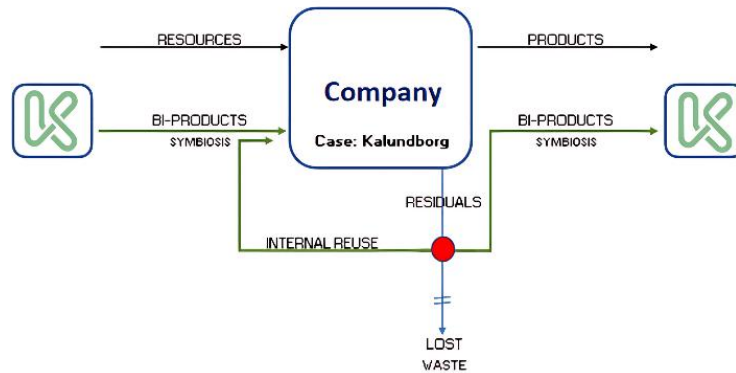 RESOURCES
PRODUCTS
Company
BI-PRODUCTS
SYMBIOSIS
Case: Kalundborg
BI-PRODUCTS
SYMBIOSIS
RESIDUALS
INTERNAL REUSE
LOST
WASTE